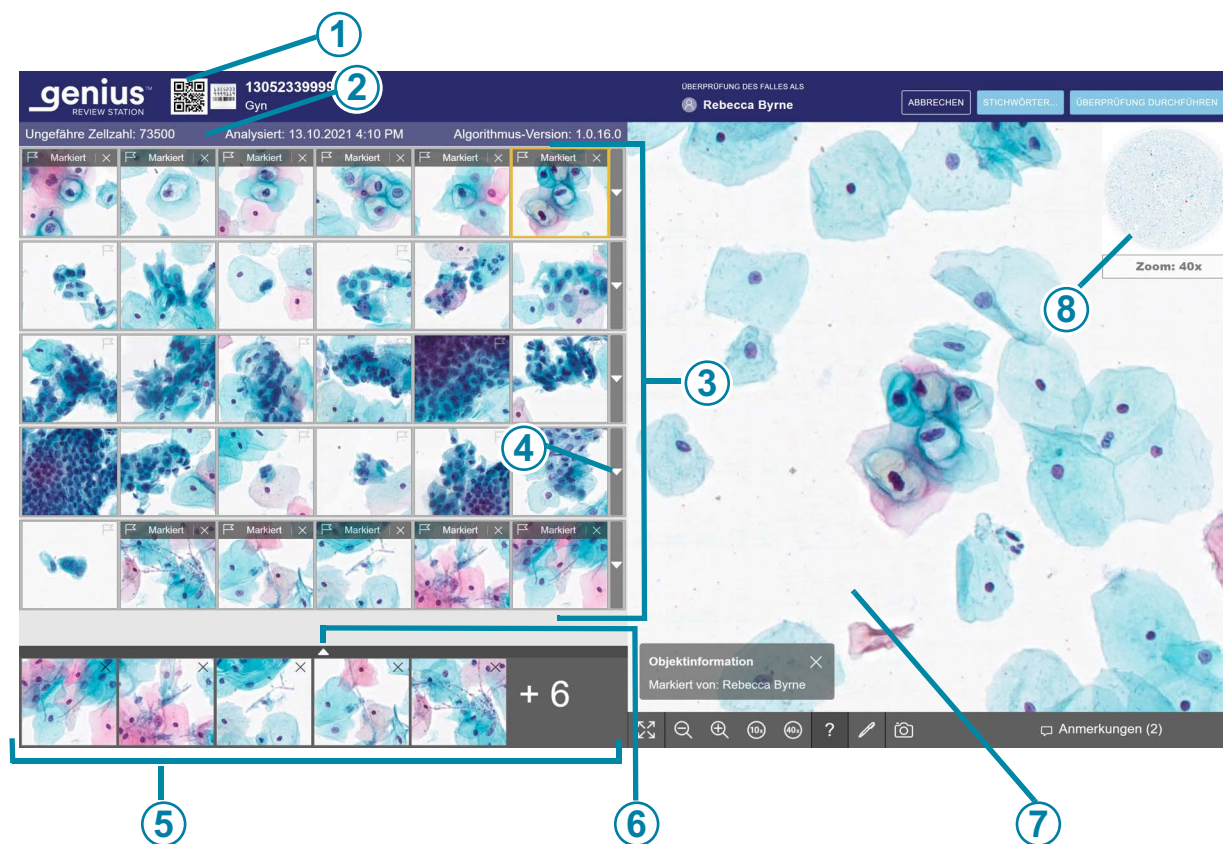 1
genius™
REVIEW STATION
13052339999
Gyn
2
ÜBERPRÜFUNG DES FALLES ALS
Rebecca Byrne
ABBRECHEN
STICHWÖRTER...
ÜBERPRÜFUNG DURCHFÜHREN
Ungefähre Zellzahl: 73500 Analysiert: 13.10.2021 4:10 PM Algorithmus-Version: 1.0.16.0
Markiert Markiert Markiert Markiert Markiert Markiert
Zoom: 40x
8
3
4
Markiert Markiert Markiert Markiert Markiert
Objektinformation
Markiert von: Rebecca Byrne
+ 6
10x 40x ? Anmerkungen (2)
5
6
7